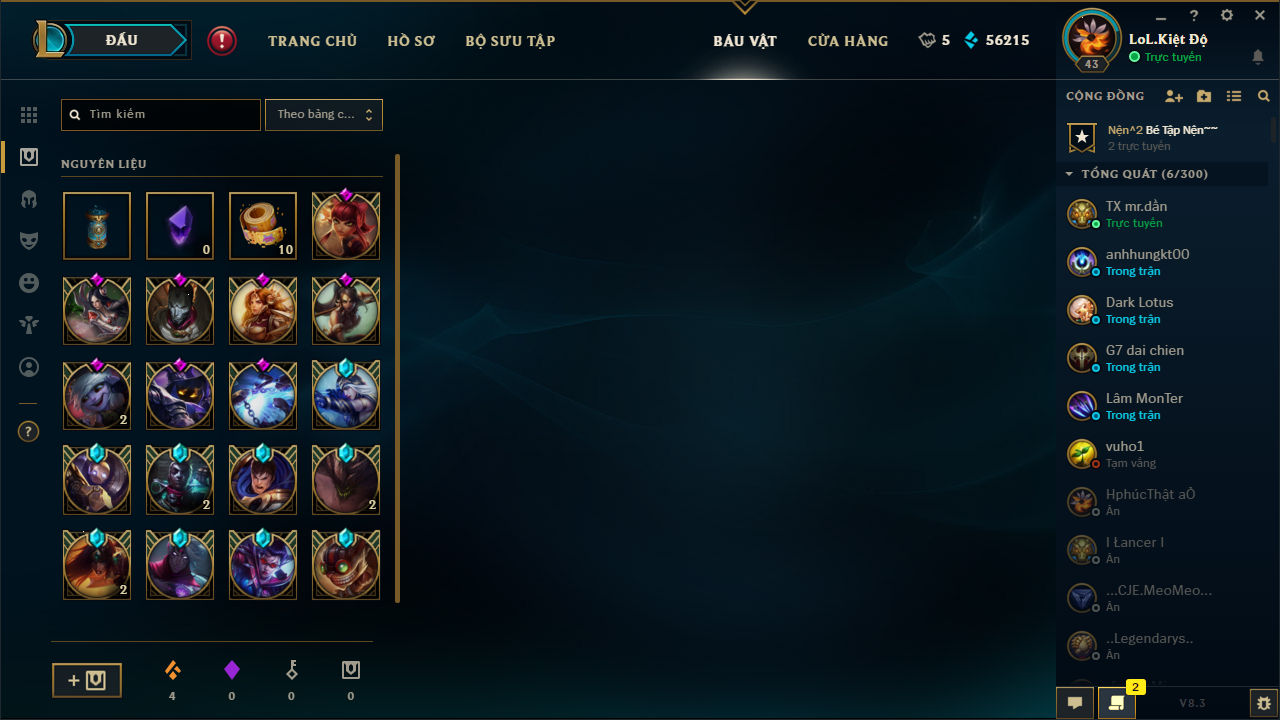 ĐẤU
TRANG CHỦ
HỒ SƠ
BỘ SƯU TẬP
BÁU VẬT
CỬA HÀNG
5
56215
43
LoL.Kiệt Độ
Trực tuyến
Tìm kiếm
Theo bảng c...
NGUYÊN LIỆU
0
10
2
2
2
2
4
0
0
0
CỘNG ĐỒNG
Nện^2 Bé Tập Nện~~
2 trực tuyến
TỔNG QUÁT (6/300)
TX mr.dần
Trực tuyến
anhhungkt00
Trong trận
Dark Lotus
Trong trận
G7 dai chien
Trong trận
Lâm MonTer
Trong trận
vuho1
Tạm vắng
HphúcThật aỒ
Ẩn
I Łancer I
Ẩn
...CJE.MeoMeo...
Ẩn
..Legendarys..
Ẩn
2
V8.3